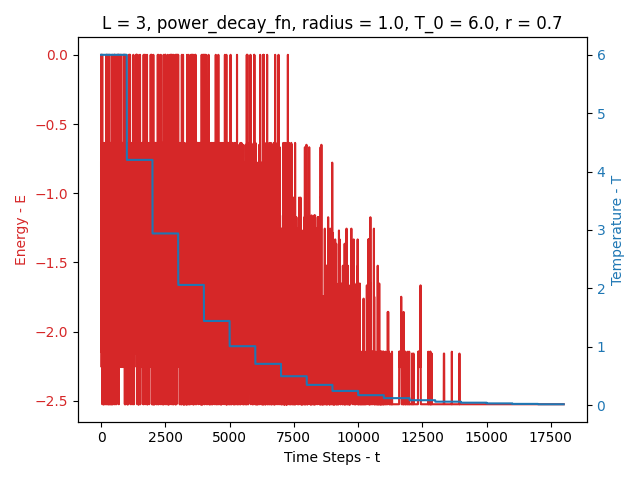 L = 3, power_decay_fn, radius = 1.0, T_0 = 6.0, r = 0.7
0.0
−0.5
−1.0
−1.5
−2.0
−2.5
Energy - E
6
5
4
3
2
1
0
Temperature - T
0 2500 5000 7500 10000 12500 15000 17500
Time Steps - t